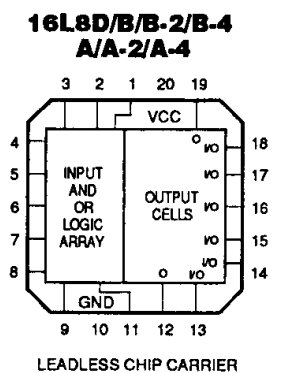 16L8D/B/B-2/B-4
A/A-2/A-4
3 2 1 20 19
VCC
4 O I/O 18
5 INPUT I/O 17
AND OUTPUT
6 OR CELLS I/O 16
LOGIC
7 ARRAY I/O 15
I/O 14
8 O I/O
GND
9 10 11 12 13
LEADLESS CHIP CARRIER